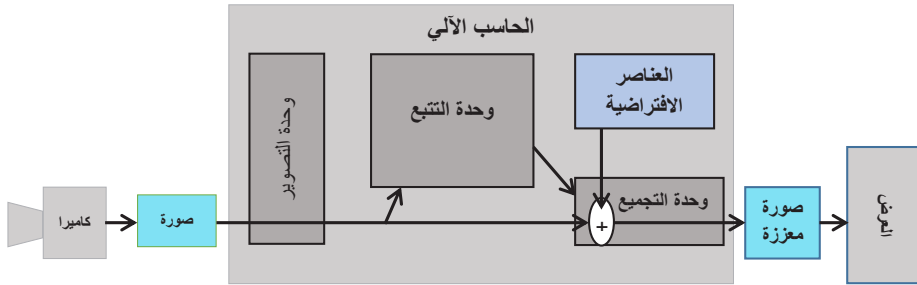 الحاسب الآلي
كاميرا
صورة
وحدة التصوير
وحدة التتبع
العناصر
الافتراضية
وحدة التجميع
+
صورة
معززة
العرض